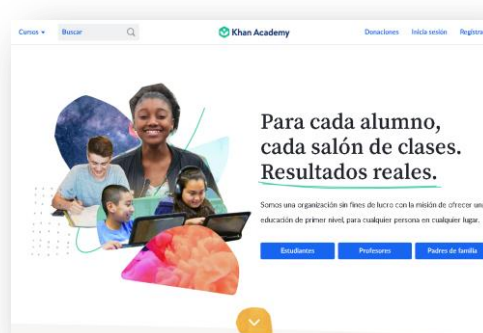 Cursos
Buscar
Khan Academy
Donaciones
Inicia sesión
Para cada alumno,
cada salón de clases.
Resultados reales.
Somos una organización sin fines de lucro con la misión de ofrecer una
educación de primer nivel para cualquier persona en cualquier lugar.
Estudiantes
Profesores
Padres de familia